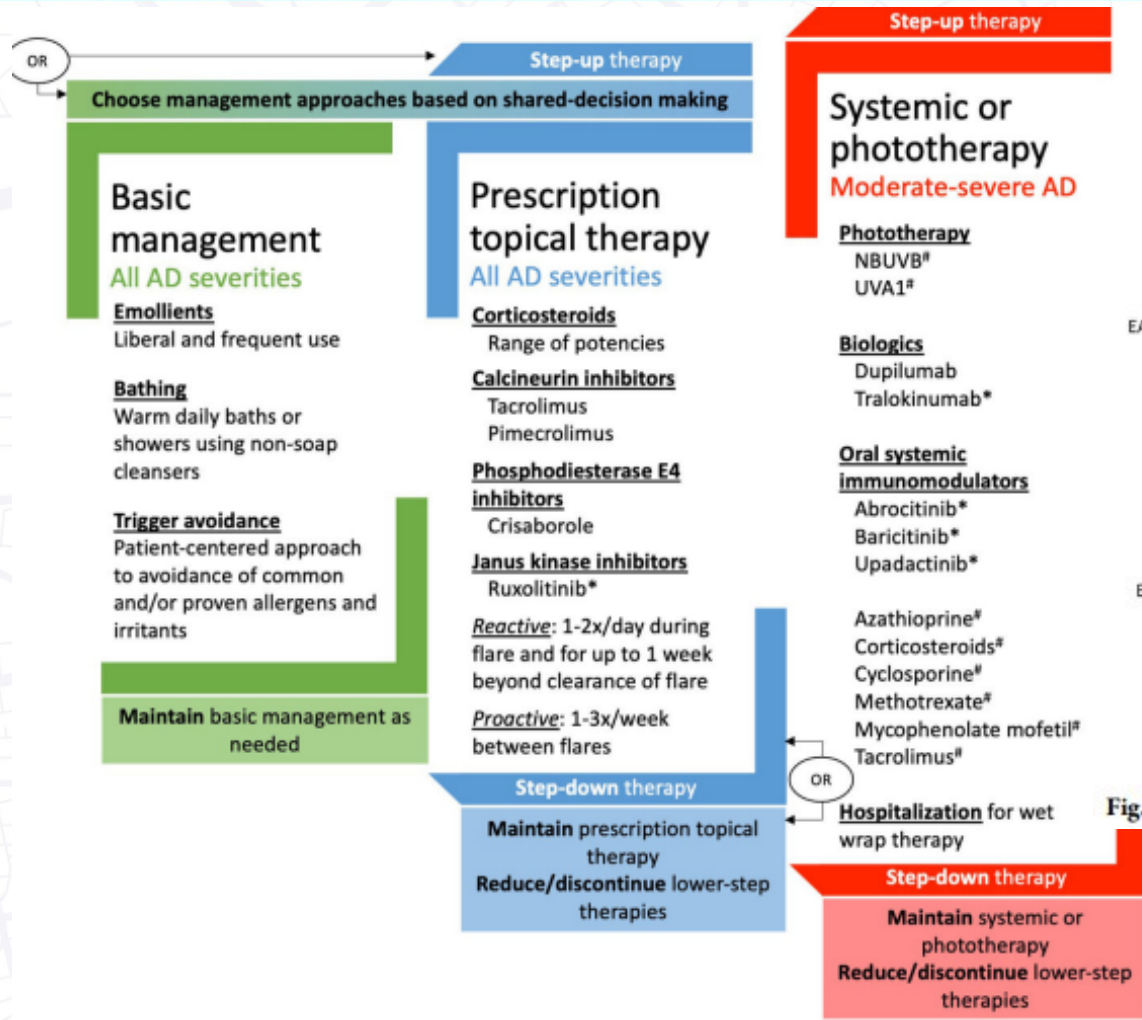 OR
Step-up therapy
Choose management approaches based on shared-decision making
Basic
management
All AD severities
Emollients
Liberal and frequent use
Bathing
Warm daily baths or
showers using non-soap
cleansers
Trigger avoidance
Patient-centered approach
to avoidance of common
and/or proven allergens and
irritants
Maintain basic management as
needed
Prescription
topical therapy
All AD severities
Corticosteroids
Range of potencies
Calcineurin inhibitors
Tacrolimus
Pimecrolimus
Phosphodiesterase E4
inhibitors
Crisaborole
Janus kinase inhibitors
Ruxolitinib*
Reactive: 1-2x/day during
flare and for up to 1 week
beyond clearance of flare
Proactive: 1-3x/week
between flares
Step-down therapy
Maintain prescription topical
therapy
Reduce/discontinue lower-step
therapies
Step-up therapy
Systemic or
phototherapy
Moderate-severe AD
Phototherapy
NBUVB#
UVA1#
Biologics
Dupilumab
Tralokinumab*
Oral systemic
immunomodulators
Abrocitinib*
Baricitinib*
Upadactinib*
Azathioprine#
Corticosteroids#
Cyclosporine#
Methotrexate#
Mycophenolate mofetil#
Tacrolimus#
OR
Hospitalization for wet
wrap therapy
Step-down therapy
Maintain systemic or
phototherapy
Reduce/discontinue lower-step
therapies
Fig.